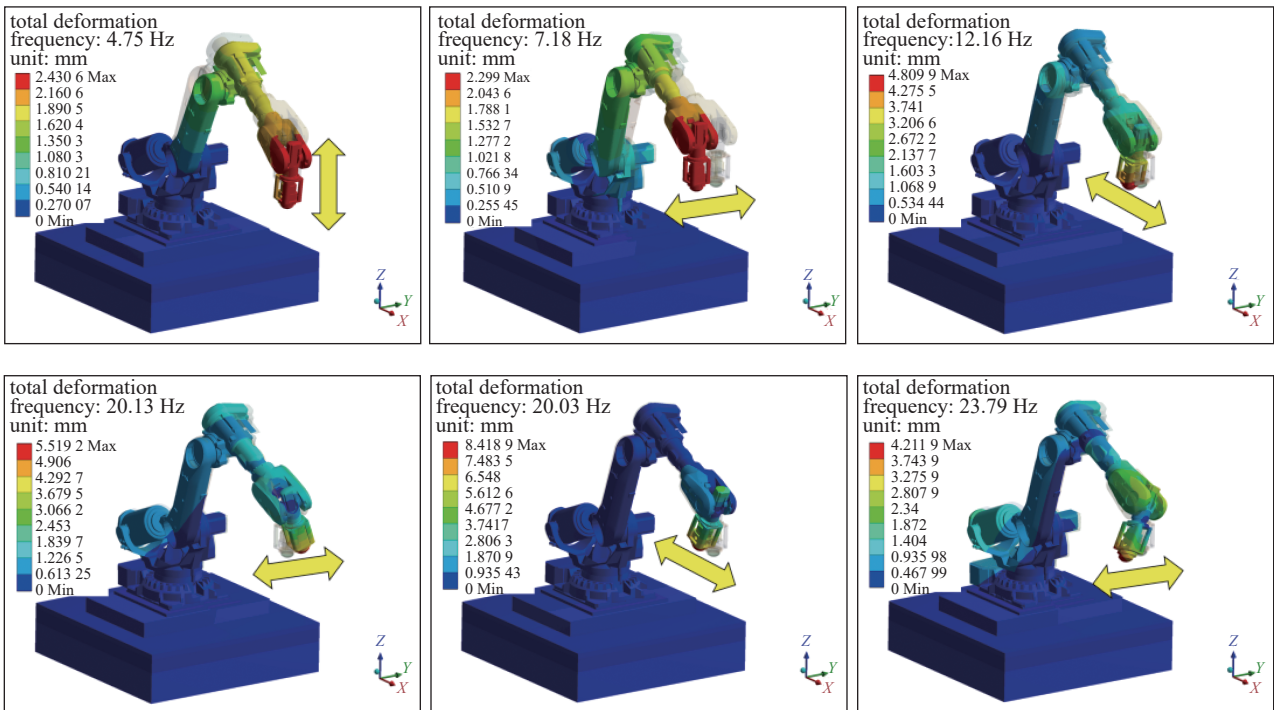 total deformation
frequency: 4.75 Hz
unit: mm
2.430 6 Max
2.160 6
1.890 5
1.620 4
1.350 3
1.080 3
0.810 21
0.540 14
0.270 07
0 Min
Z
Y
X
total deformation
frequency: 7.18 Hz
unit: mm
2.299 Max
2.043 6
1.788 1
1.532 7
1.277 2
1.021 8
0.766 34
0.510 9
0.255 45
0 Min
Z
Y
X
total deformation
frequency:12.16 Hz
unit: mm
4.809 9 Max
4.275 5
3.741
3.206 6
2.672 2
2.137 7
1.603 3
1.068 9
0.534 44
0 Min
Z
Y
X
total deformation
frequency: 20.13 Hz
unit: mm
5.519 2 Max
4.906
4.292 7
3.679 5
3.066 2
2.453
1.839 7
1.226 5
0.613 25
0 Min
Z
Y
X
total deformation
frequency: 20.03 Hz
unit: mm
8.418 9 Max
7.483 5
6.548
5.612 6
4.677 2
3.7417
2.806 3
1.870 9
0.935 43
0 Min
Z
Y
X
total deformation
frequency: 23.79 Hz
unit: mm
4.211 9 Max
3.743 9
3.275 9
2.807 9
2.34
1.872
1.404
0.935 98
0.467 99
0 Min
Z
Y
X